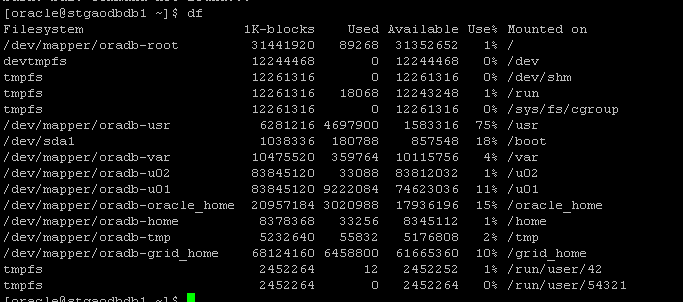 [oracle@stgaodbdb1 ~]$ df
Filesystem 1K-blocks Used Available Use% Mounted on
/dev/mapper/oradb-root 31441920 89268 31352652 1% /
devtmpfs 12244468 0 12244468 0% /dev
tmpfs 12261316 0 12261316 0% /dev/shm
tmpfs 12261316 18068 12243248 1% /run
tmpfs 12261316 0 12261316 0% /sys/fs/cgroup
/dev/mapper/oradb-usr 6281216 4697900 1583316 75% /usr
/dev/sda1 1038336 180788 857548 18% /boot
/dev/mapper/oradb-var 10475520 359764 10115756 4% /var
/dev/mapper/oradb-u02 83845120 33088 83812032 1% /u02
/dev/mapper/oradb-u01 83845120 9222084 74623036 11% /u01
/dev/mapper/oradb-oracle_home 20957184 3020988 17936196 15% /oracle_home
/dev/mapper/oradb-home 8378368 33256 8345112 1% /home
/dev/mapper/oradb-tmp 5232640 55832 5176808 2% /tmp
/dev/mapper/oradb-grid_home 68124160 6458800 61665360 10% /grid_home
tmpfs 2452264 12 2452252 1% /run/user/42
tmpfs 2452264 0 2452264 0% /run/user/54321
[oracle@stgaodbdb1 ~]$